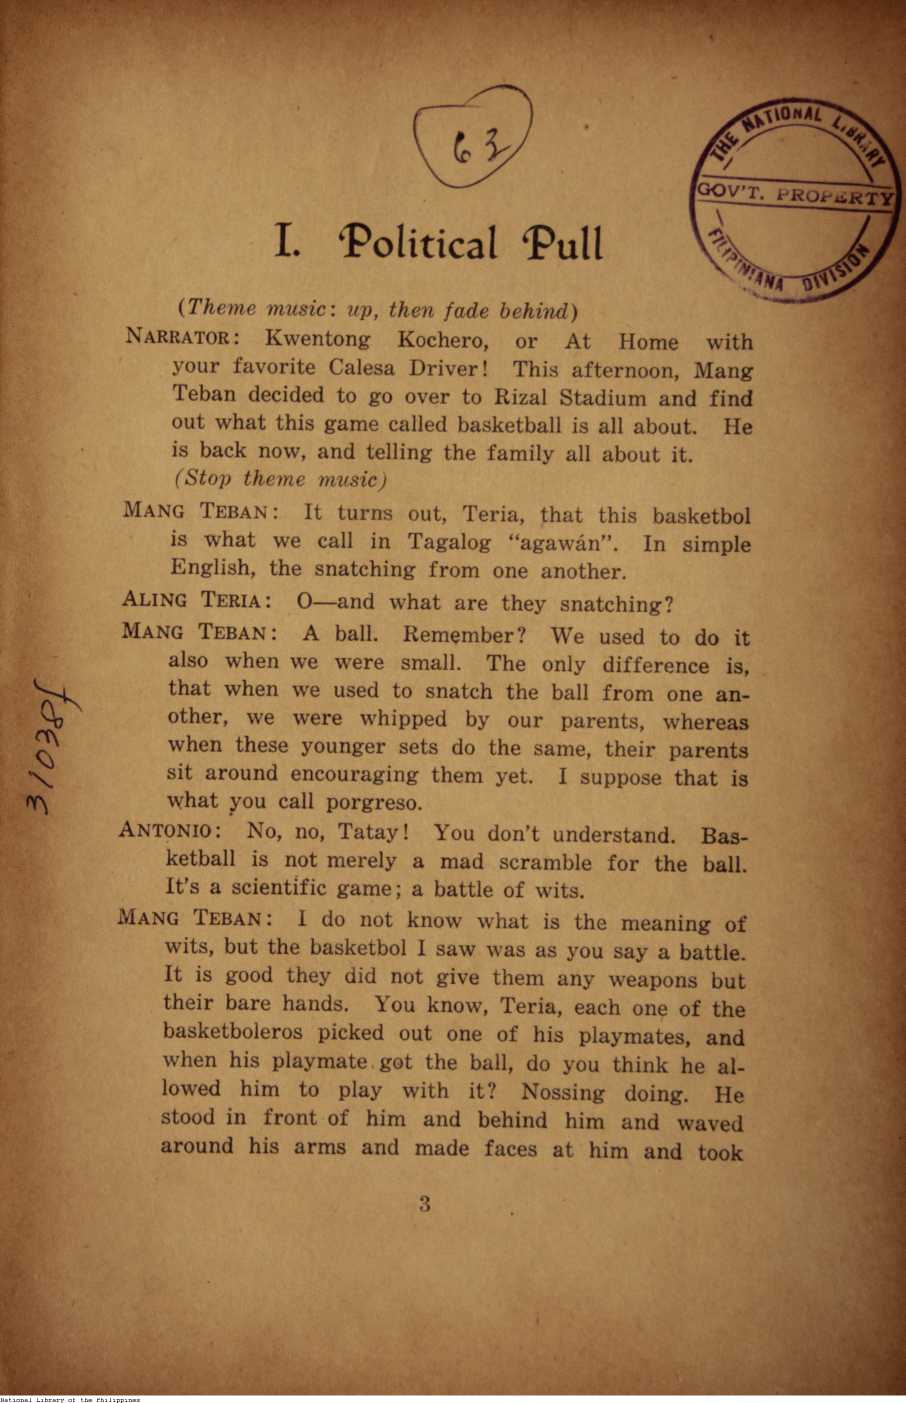 63
THE NATIONAL LIBRARY
GOV'T. PROPERTY
FILIPINIANA DIVISION
I. Political Pull
(Theme music: up, then fade behind)
NARRATOR: Kwentong Kochero, or At Home with
your favorite Calesa Driver! This afternoon, Mang
Teban decided to go over to Rizal Stadium and find
out what this game called basketball is all about. He
is back now, and telling the family all about it.
(Stop theme music)
MANG TEBAN: It turns out, Teria, that this basketbol
is what we call in Tagalog "agawán". In simple
English, the snatching from one another.
ALING TERIA: O—and what are they snatching?
MANG TEBAN: A ball. Remember? We used to do it
also when we were small. The only difference is,
that when we used to snatch the ball from one an-
other, we were whipped by our parents, whereas
when these younger sets do the same, their parents
sit around encouraging them yet. I suppose that is
what you call porgreso.
ANTONIO: No, no, Tatay! You don't understand. Bas-
ketball is not merely a mad scramble for the ball.
It's a scientific game; a battle of wits.
MANG TEBAN: I do not know what is the meaning of
wits, but the basketbol I saw was as you say a battle.
It is good they did not give them any weapons but
their bare hands. You know, Teria, each one of the
basketboleros picked out one of his playmates, and
when his playmate got the ball, do you think he al-
lowed him to play with it? Nossing doing. He
stood in front of him and behind him and waved
around his arms and made faces at him and took
3
31038f
National Library of the Philippines